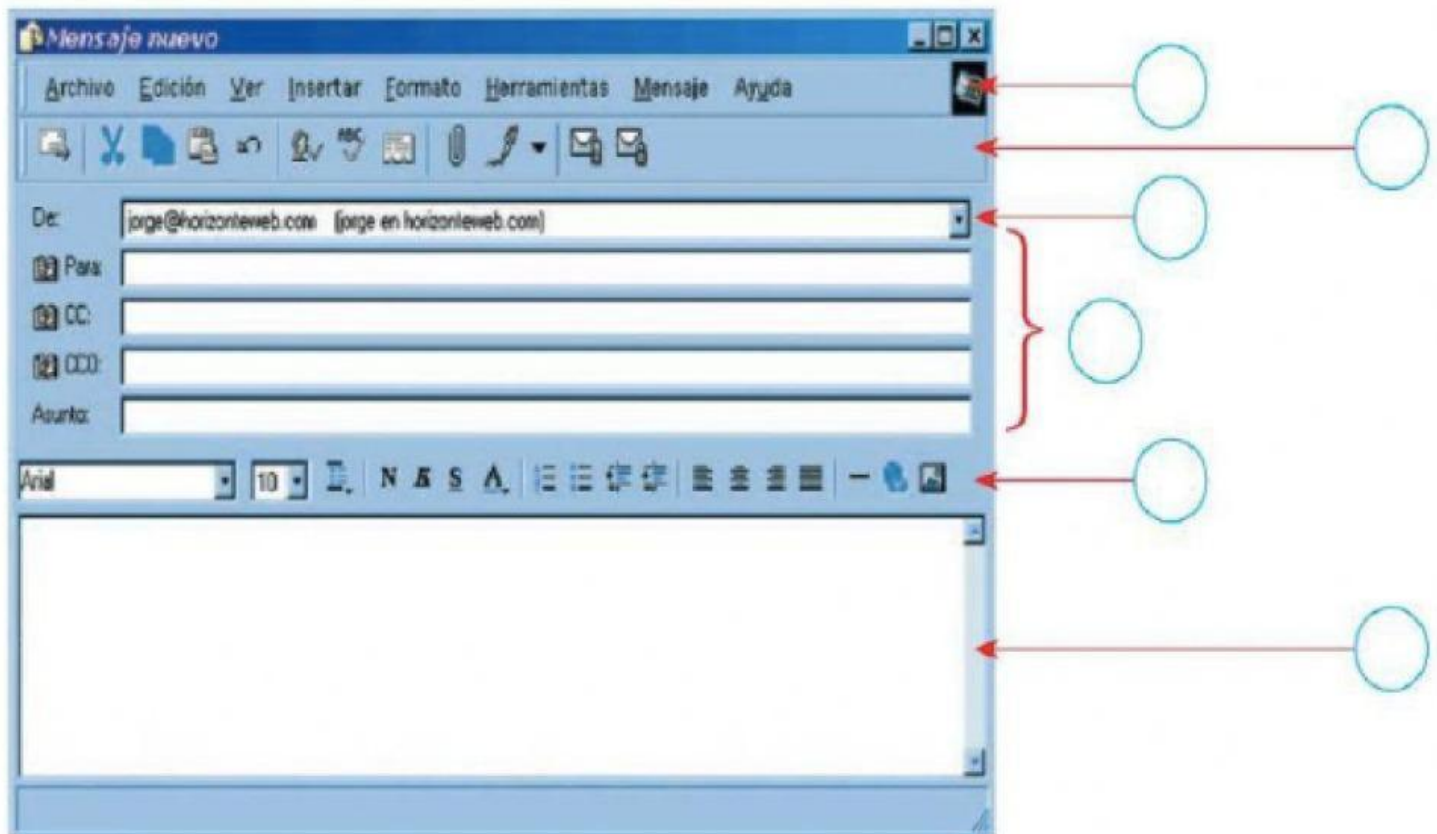 Mensaje nuevo
Archivo Edición Ver Insertar Formato Herramientas Mensaje Ayuda
ABC
De: jorge@horizonteweb.com (jorge en horizonteweb.com)
Para:
CC:
CCO:
Asunto:
Arial 10 N K S A